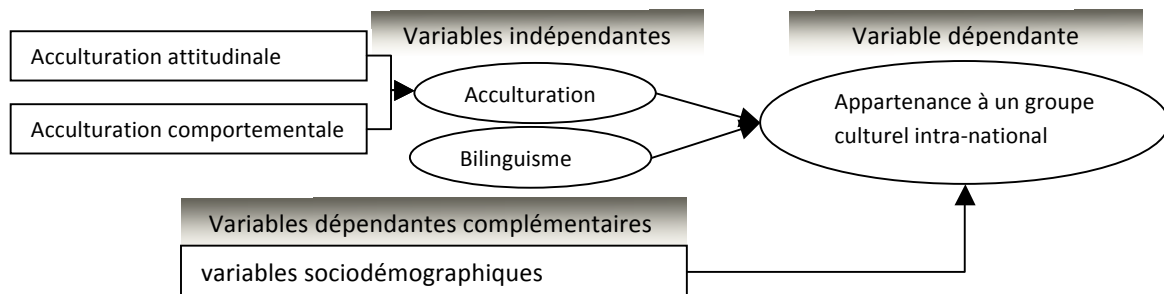 Variables indépendantes
Variable dépendante
Acculturation attitudinale
Acculturation comportementale
Acculturation
Bilinguisme
Appartenance à un groupe
culturel intra-national
Variables dépendantes complémentaires
variables sociodémographiques